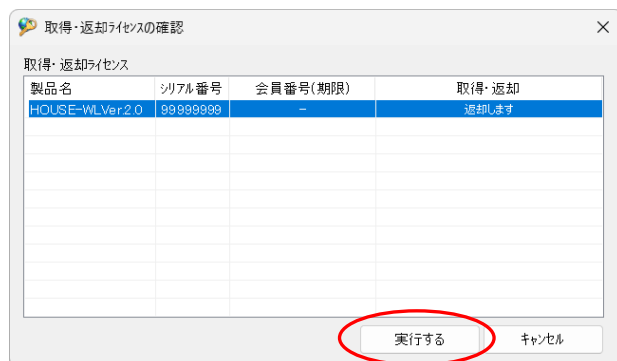 取得・返却ライセンスの確認
取得・返却ライセンス
製品名 シリアル番号 会員番号(期限) 取得・返却
HOUSE-WLVer.2.0 99999999 − 返却します
実行する キャンセル